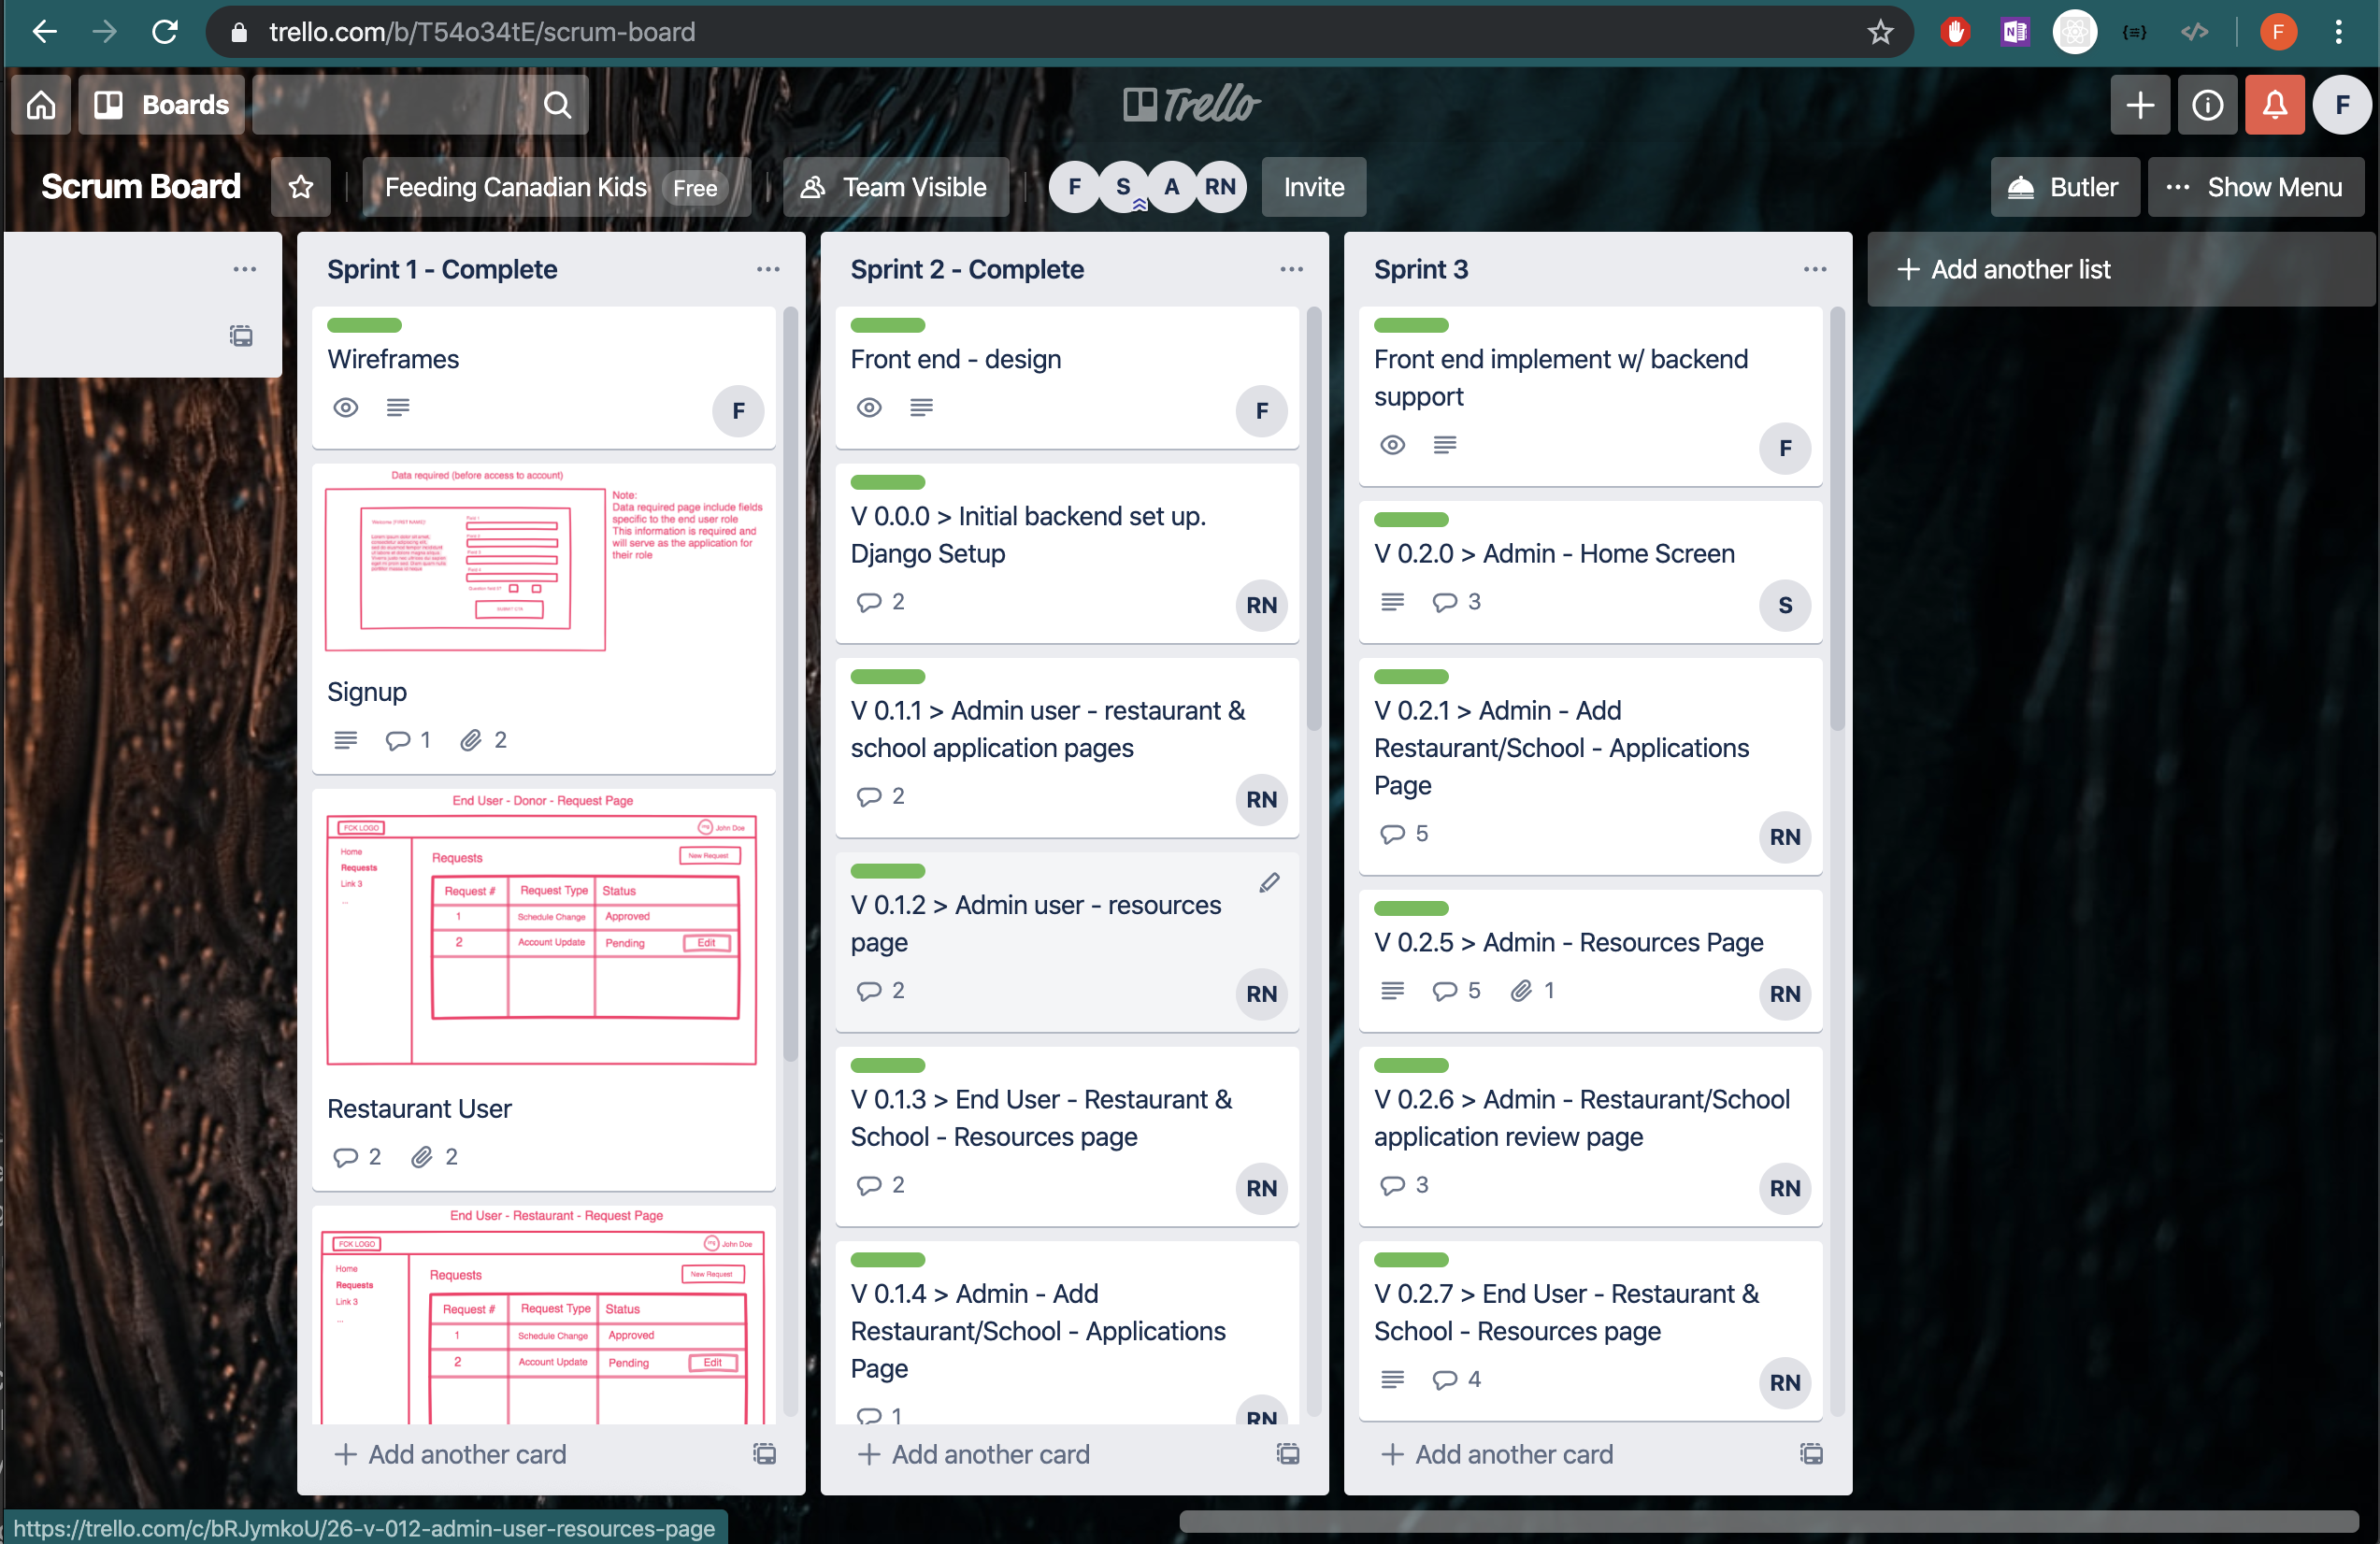 trello.com/b/T54o34tE/scrum-board
F
Boards
Trello
F
Scrum Board
Feeding Canadian Kids Free
Team Visible
F S A RN
Invite
Butler
Show Menu
Sprint 1 - Complete
Wireframes
F
Data required (before access to account)
Note:
Data required page include fields
specific to the end user role
This information is required and
will serve as the application for
their role
Signup
1 2
End User - Donor - Request Page
FCK LOGO
John Doe
Home
Requests
Link 3
...
Requests
New Request
Request # Request Type Status
1 Schedule Change Approved
2 Account Update Pending Edit
Restaurant User
2 2
End User - Restaurant - Request Page
FCK LOGO
John Doe
Home
Requests
Link 3
...
Requests
New Request
Request # Request Type Status
1 Schedule Change Approved
2 Account Update Pending Edit
+ Add another card
Sprint 2 - Complete
Front end - design
F
V 0.0.0 > Initial backend set up.
Django Setup
2
RN
V 0.1.1 > Admin user - restaurant &
school application pages
2
RN
V 0.1.2 > Admin user - resources
page
2
RN
V 0.1.3 > End User - Restaurant &
School - Resources page
2
RN
V 0.1.4 > Admin - Add
Restaurant/School - Applications
Page
1
RN
+ Add another card
Sprint 3
Front end implement w/ backend
support
F
V 0.2.0 > Admin - Home Screen
3
S
V 0.2.1 > Admin - Add
Restaurant/School - Applications
Page
5
RN
V 0.2.5 > Admin - Resources Page
5 1
RN
V 0.2.6 > Admin - Restaurant/School
application review page
3
RN
V 0.2.7 > End User - Restaurant &
School - Resources page
4
RN
+ Add another card
+ Add another list
https://trello.com/c/bRJymkoU/26-v-012-admin-user-resources-page